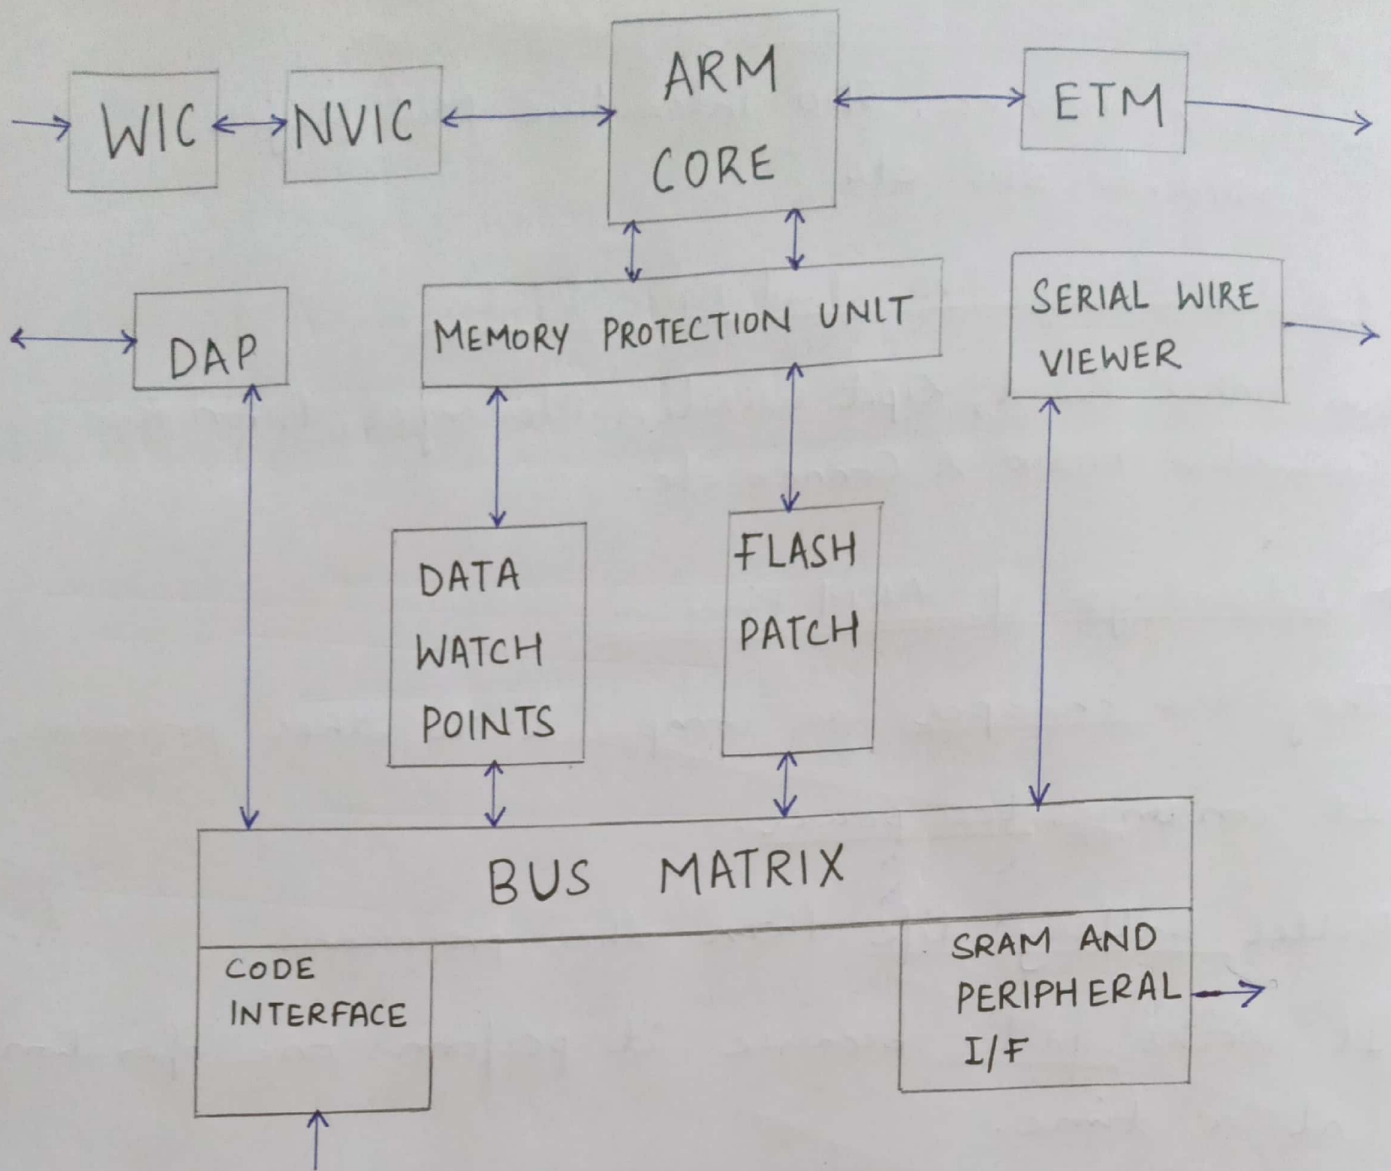 WIC
NVIC
ARM
CORE
ETM
DAP
MEMORY PROTECTION UNIT
SERIAL WIRE
VIEWER
DATA
WATCH
POINTS
FLASH
PATCH
BUS MATRIX
CODE
INTERFACE
SRAM AND
PERIPHERAL
I/F